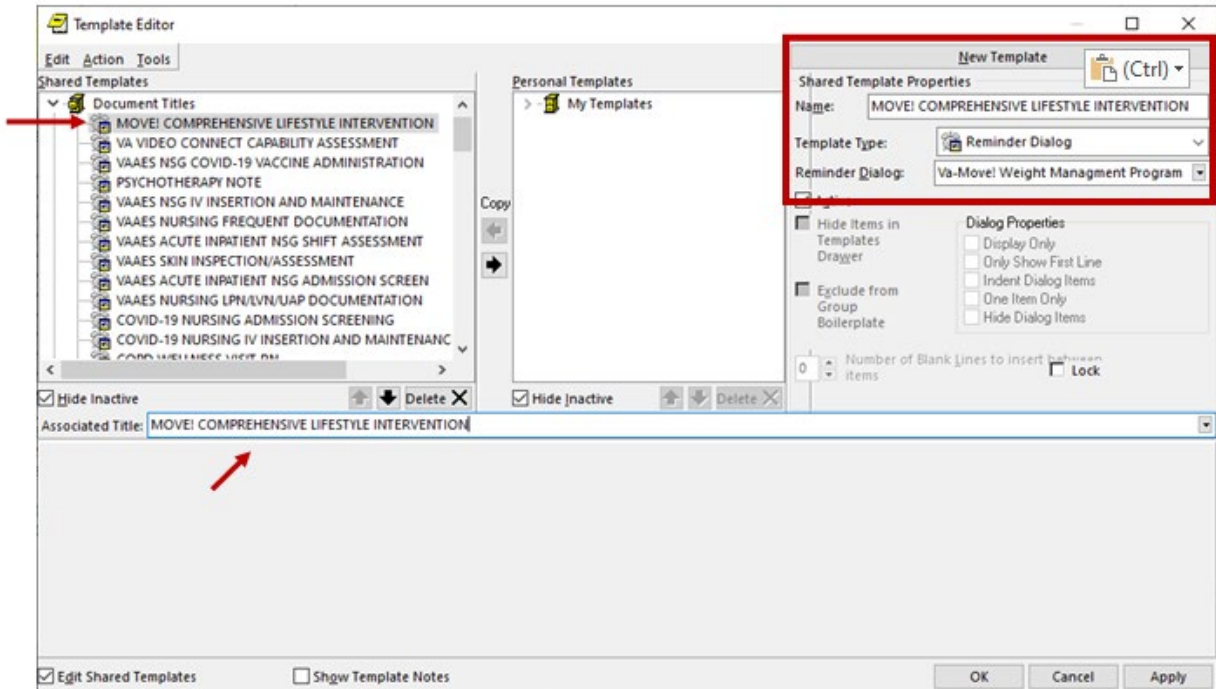 Template Editor
Edit Action Tools
New Template
(Ctrl)
Shared Templates
Document Titles
MOVE! COMPREHENSIVE LIFESTYLE INTERVENTION
VA VIDEO CONNECT CAPABILITY ASSESSMENT
VAAES NSG COVID-19 VACCINE ADMINISTRATION
PSYCHOTHERAPY NOTE
VAAES NSG IV INSERTION AND MAINTENANCE
VAAES NURSING FREQUENT DOCUMENTATION
VAAES ACUTE INPATIENT NSG SHIFT ASSESSMENT
VAAES SKIN INSPECTION/ASSESSMENT
VAAES ACUTE INPATIENT NSG ADMISSION SCREEN
VAAES NURSING LPN/LVN/UAP DOCUMENTATION
COVID-19 NURSING ADMISSION SCREENING
COVID-19 NURSING IV INSERTION AND MAINTENANC
Hide Inactive
Delete
Copy
Personal Templates
My Templates
Hide Inactive
Delete
Shared Template Properties
Name: MOVE! COMPREHENSIVE LIFESTYLE INTERVENTION
Template Type: Reminder Dialog
Reminder Dialog: Va-Move! Weight Managment Program
Hide Items in
Templates
Drawer
Exclude from
Group
Boilerplate
Dialog Properties
Display Only
Only Show First Line
Indent Dialog Items
One Item Only
Hide Dialog Items
0 Number of Blank Lines to insert between
items
Lock
Associated Title: MOVE! COMPREHENSIVE LIFESTYLE INTERVENTION
Edit Shared Templates
Show Template Notes
OK Cancel Apply